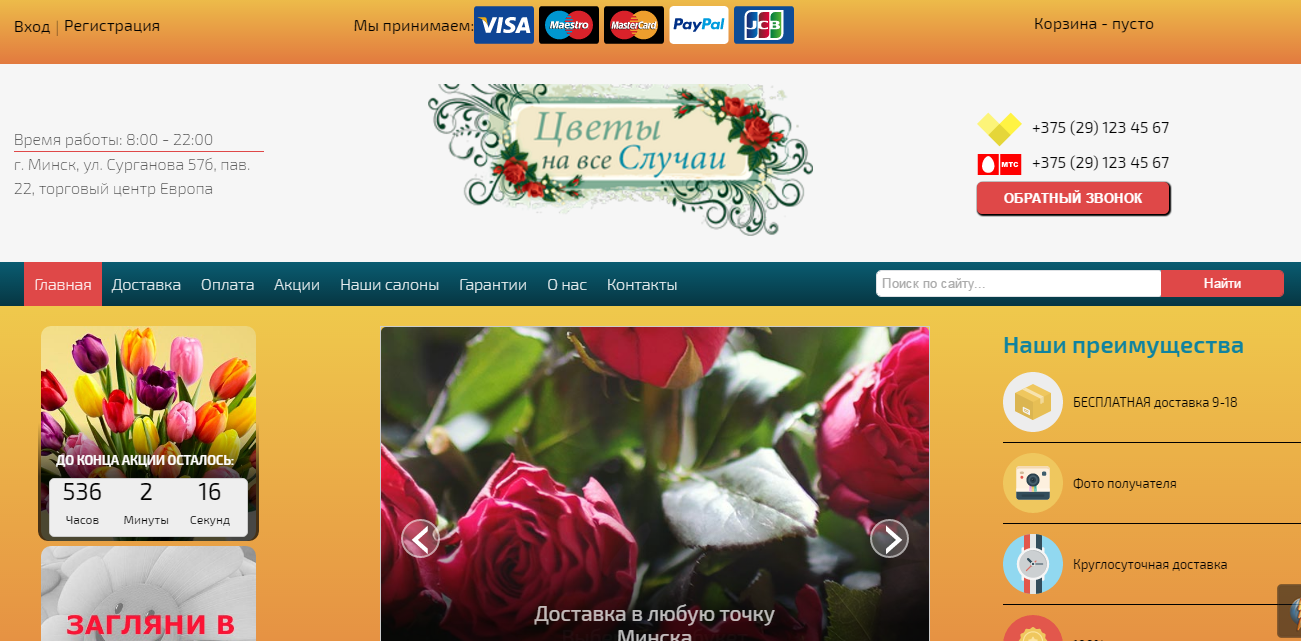 Вход | Регистрация
Мы принимаем:
VISA
Maestro
MasterCard
PayPal
JCB
Корзина - пусто
Время работы: 8:00 - 22:00
г. Минск, ул. Сурганова 57б, пав.
22, торговый центр Европа
Цветы
на все Случаи
+375 (29) 123 45 67
МТС
+375 (29) 123 45 67
ОБРАТНЫЙ ЗВОНОК
Главная Доставка Оплата Акции Наши салоны Гарантии О нас Контакты
Поиск по сайту...
Найти
ДО КОНЦА АКЦИИ ОСТАЛОСЬ:
536 2 16
Часов Минуты Секунд
ЗАГЛЯНИ В
Доставка в любую точку
Минска
Наши преимущества
БЕСПЛАТНАЯ доставка 9-18
Фото получателя
Круглосуточная доставка